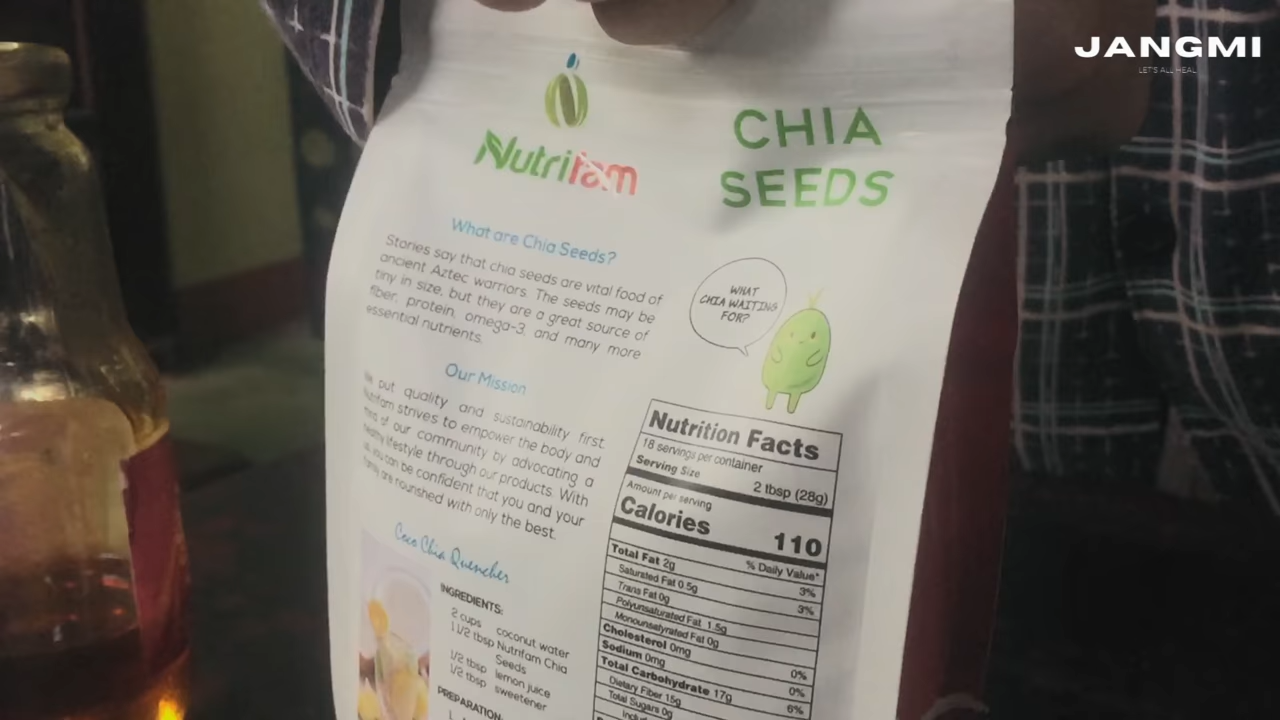 JANGMI
LET'S ALL HEAL
Nutrifam
CHIA
SEEDS
What are Chia Seeds?
Stories say that chia seeds are vital food of
ancient Aztec warriors. The seeds may be
tiny in size, but they are a great source of
fiber, protein, omega-3, and many more
essential nutrients.
WHAT
CHIA WAITING
FOR?
Our Mission
We put quality and sustainability first.
Nutrifam strives to empower the body and
mind of our community by advocating a
healthy lifestyle through our products. With
us, you can be confident that you and your
family are nourished with only the best.
Coco Chia Quencher
INGREDIENTS:
2 cups coconut water
1 1/2 tbsp Nutrifam Chia
Seeds
1/2 tbsp lemon juice
1/2 tbsp sweetener
PREPARATION:
Nutrition Facts
18 servings per container
Serving Size 2 tbsp (28g)
Amount per serving
Calories 110
% Daily Value*
Total Fat 2g 3%
Saturated Fat 0.5g 3%
Trans Fat 0g
Polyunsaturated Fat 1.5g
Monounsatyrated Fat 0g
Cholesterol 0mg 0%
Sodium 0mg 0%
Total Carbohydrate 17g 6%
Dietary Fiber 15g
Total Sugars 0g